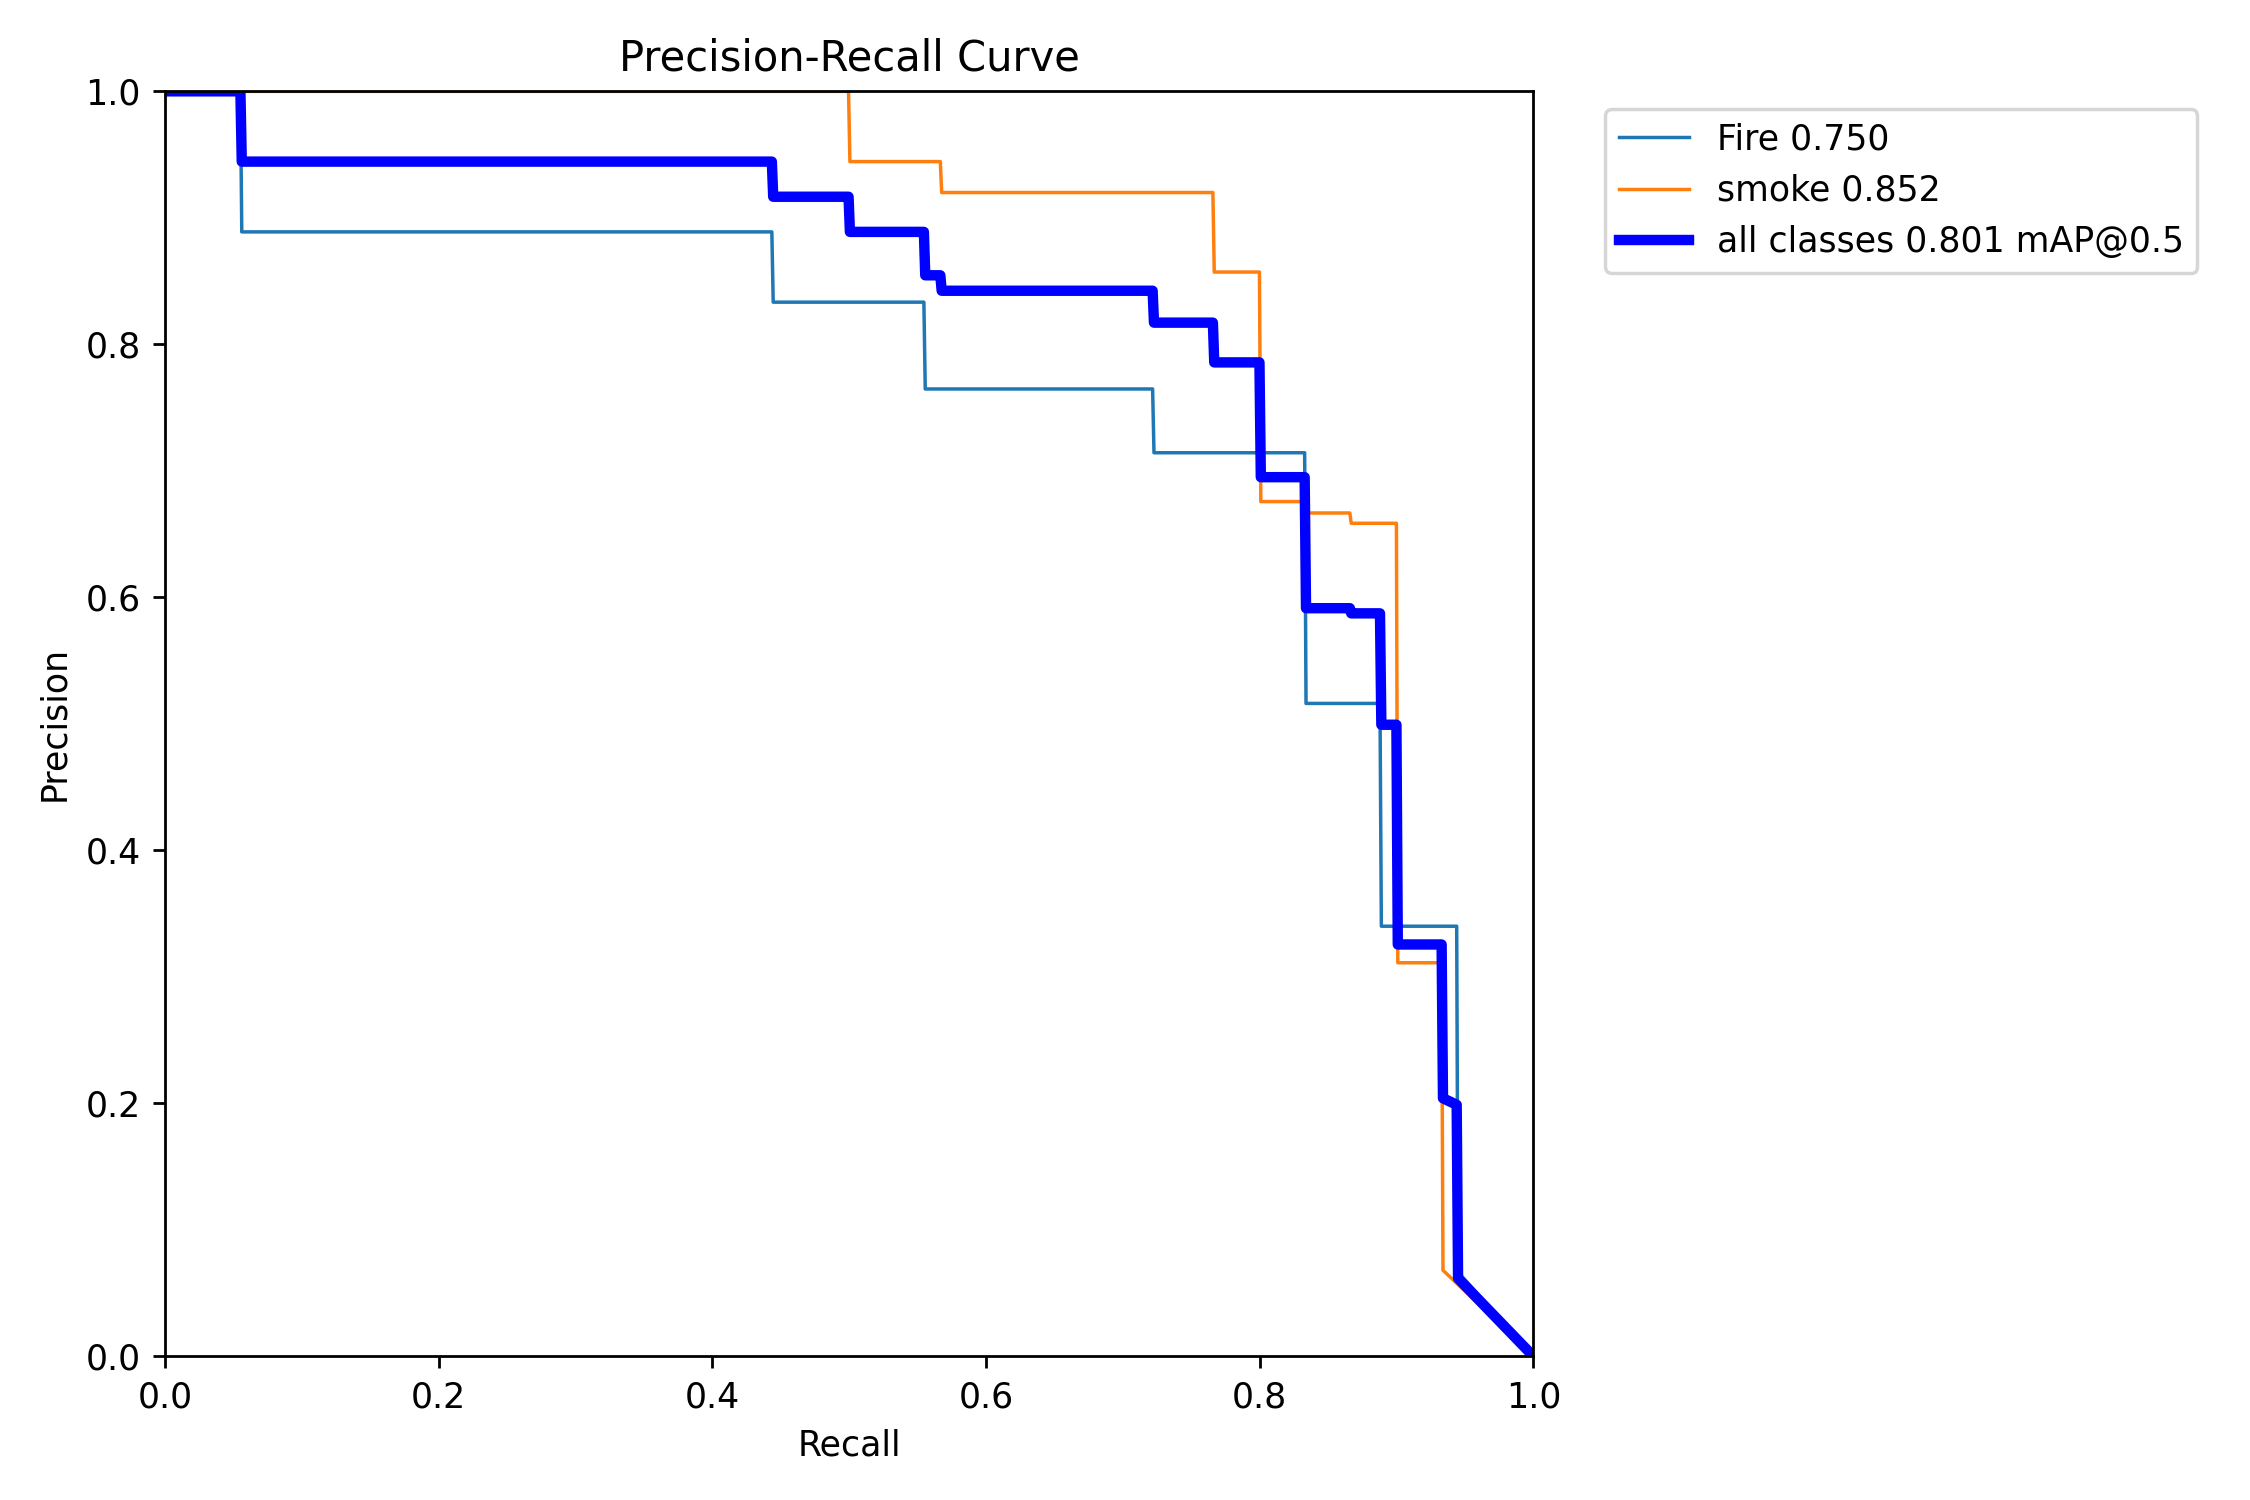 Precision-Recall Curve
1.0
0.8
0.6
0.4
0.2
0.0
Precision
0.0 0.2 0.4 0.6 0.8 1.0
Recall
Fire 0.750
smoke 0.852
all classes 0.801 mAP@0.5